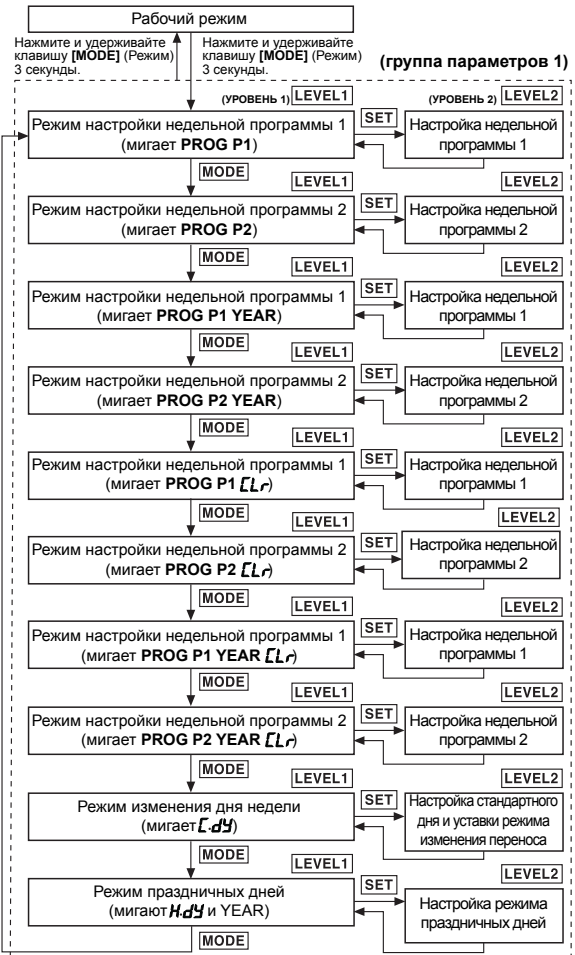 Рабочий режим
Нажмите и удерживайте
клавишу [MODE] (Режим)
3 секунды.
Нажмите и удерживайте
клавишу [MODE] (Режим)
3 секунды.
(группа параметров 1)
(УРОВЕНЬ 1) LEVEL1
(УРОВЕНЬ 2) LEVEL2
Режим настройки недельной программы 1
(мигает PROG P1)
SET
Настройка недельной
программы 1
MODE
LEVEL1
LEVEL2
Режим настройки недельной программы 2
(мигает PROG P2)
SET
Настройка недельной
программы 2
MODE
LEVEL1
LEVEL2
Режим настройки недельной программы 1
(мигает PROG P1 YEAR)
SET
Настройка недельной
программы 1
MODE
LEVEL1
LEVEL2
Режим настройки недельной программы 2
(мигает PROG P2 YEAR)
SET
Настройка недельной
программы 2
MODE
LEVEL1
LEVEL2
Режим настройки недельной программы 1
(мигает PROG P1 CLr)
SET
Настройка недельной
программы 1
MODE
LEVEL1
LEVEL2
Режим настройки недельной программы 2
(мигает PROG P2 CLr)
SET
Настройка недельной
программы 2
MODE
LEVEL1
LEVEL2
Режим настройки недельной программы 1
(мигает PROG P1 YEAR CLr)
SET
Настройка недельной
программы 1
MODE
LEVEL1
LEVEL2
Режим настройки недельной программы 2
(мигает PROG P2 YEAR CLr)
SET
Настройка недельной
программы 2
MODE
LEVEL1
LEVEL2
Режим изменения дня недели
(мигает C.dY)
SET
Настройка стандартного
дня и уставки режима
изменения переноса
MODE
LEVEL1
LEVEL2
Режим праздничных дней
(мигают H.dY и YEAR)
SET
Настройка режима
праздничных дней
MODE